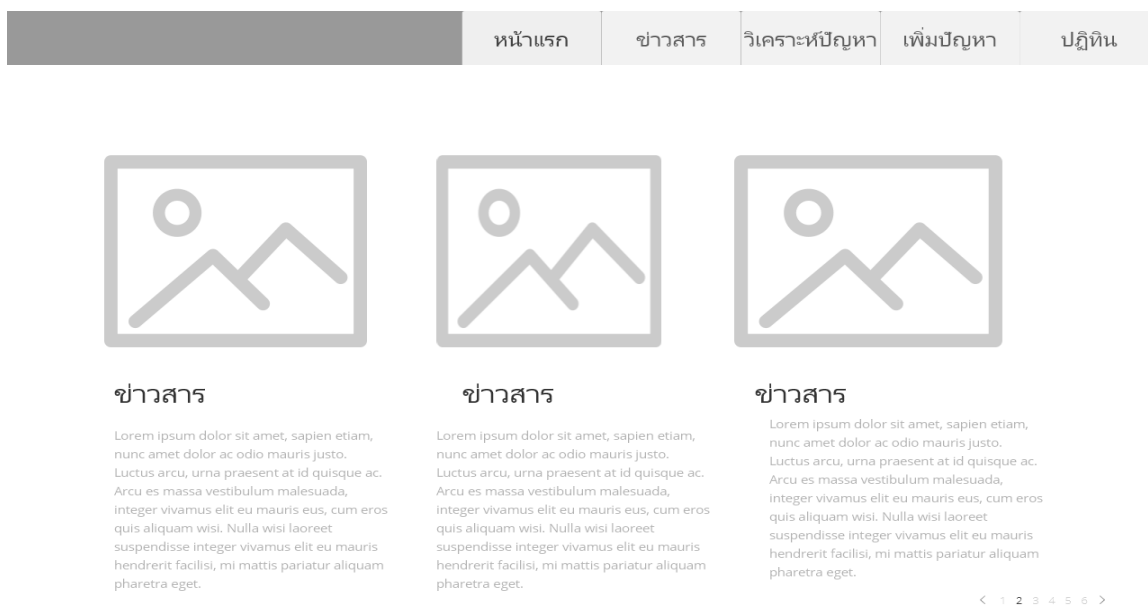 หน้าแรก ข่าวสาร วิเคราะห์ปัญหา เพิ่มปัญหา ปฏิทิน
ข่าวสาร
Lorem ipsum dolor sit amet, sapien etiam,
nunc amet dolor ac odio mauris justo.
Luctus arcu, urna praesent at id quisque ac.
Arcu es massa vestibulum malesuada,
integer vivamus elit eu mauris eus, cum eros
quis aliquam wisi. Nulla wisi laoreet
suspendisse integer vivamus elit eu mauris
hendrerit facilisi, mi mattis pariatur aliquam
pharetra eget.
ข่าวสาร
Lorem ipsum dolor sit amet, sapien etiam,
nunc amet dolor ac odio mauris justo.
Luctus arcu, urna praesent at id quisque ac.
Arcu es massa vestibulum malesuada,
integer vivamus elit eu mauris eus, cum eros
quis aliquam wisi. Nulla wisi laoreet
suspendisse integer vivamus elit eu mauris
hendrerit facilisi, mi mattis pariatur aliquam
pharetra eget.
ข่าวสาร
Lorem ipsum dolor sit amet, sapien etiam,
nunc amet dolor ac odio mauris justo.
Luctus arcu, urna praesent at id quisque ac.
Arcu es massa vestibulum malesuada,
integer vivamus elit eu mauris eus, cum eros
quis aliquam wisi. Nulla wisi laoreet
suspendisse integer vivamus elit eu mauris
hendrerit facilisi, mi mattis pariatur aliquam
pharetra eget.
< 1 2 3 4 5 6 >